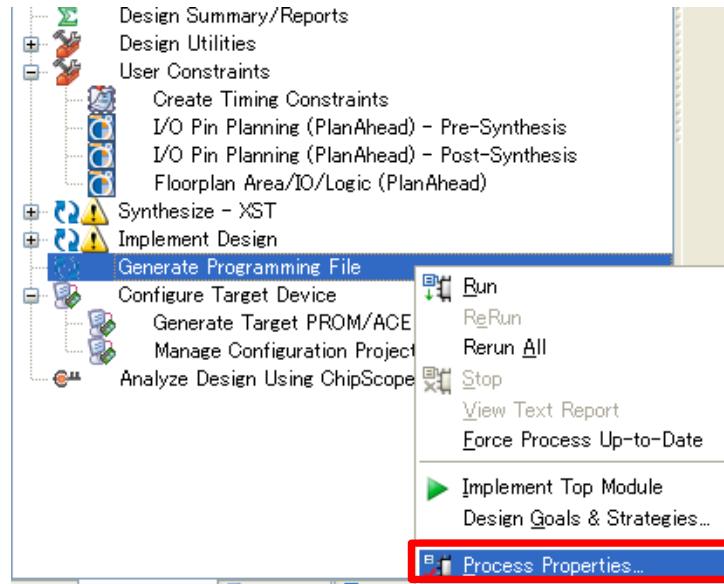 Design Summary/Reports
Design Utilities
User Constraints
Create Timing Constraints
I/O Pin Planning (PlanAhead) - Pre-Synthesis
I/O Pin Planning (PlanAhead) - Post-Synthesis
Floorplan Area/IO/Logic (PlanAhead)
Synthesize - XST
Implement Design
Generate Programming File
Configure Target Device
Generate Target PROM/ACE
Manage Configuration Project
Analyze Design Using ChipScope
Run
ReRun
Rerun All
Stop
View Text Report
Force Process Up-to-Date
Implement Top Module
Design Goals & Strategies...
Process Properties...